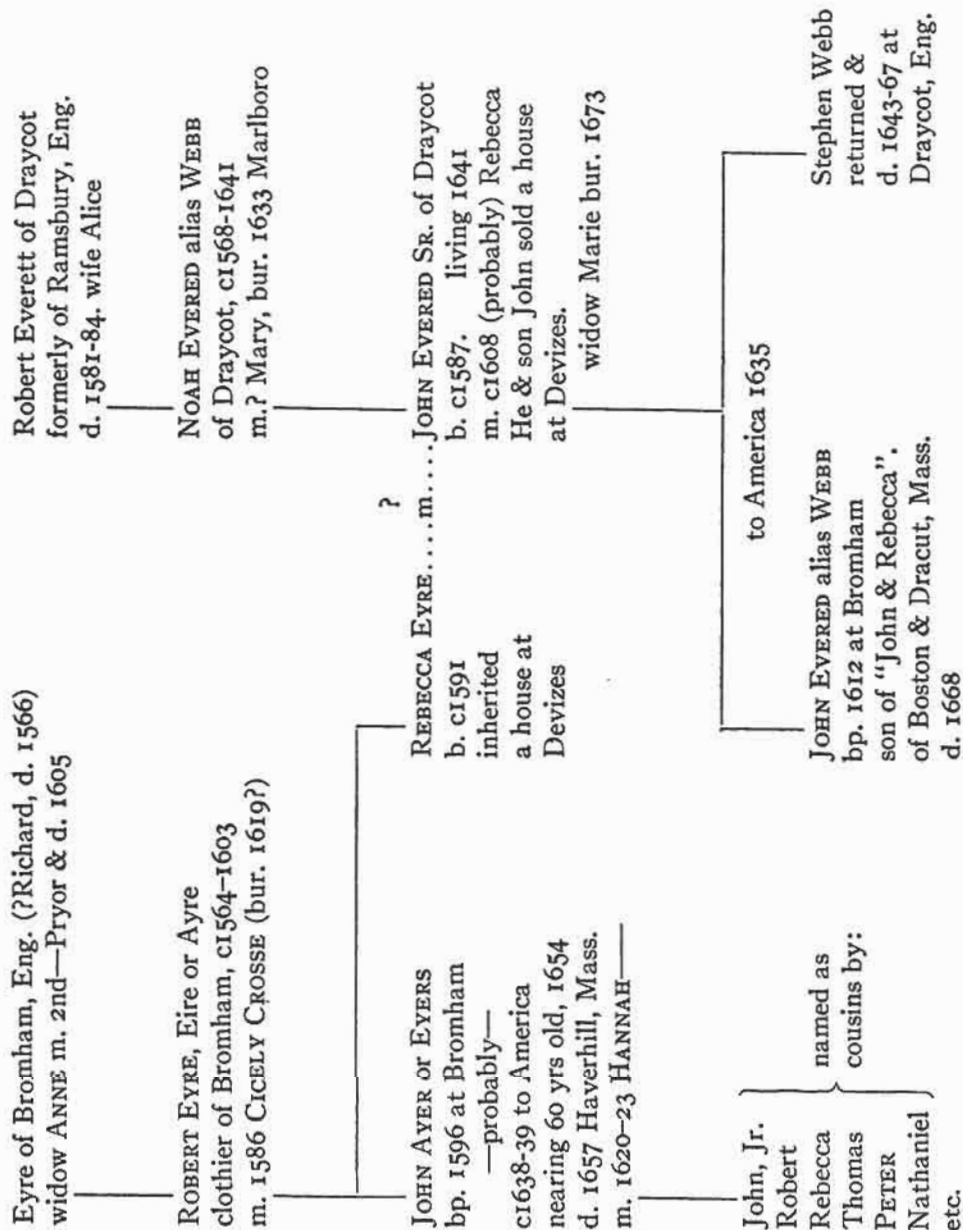 Eyre of Bromham, Eng. (?Richard, d. 1566)
widow ANNE m. 2nd—Pryor & d. 1605
Robert Everett of Draycot
formerly of Ramsbury, Eng.
d. 1581-84. wife Alice
ROBERT EYRE, Eire or Ayre
clothier of Bromham, c1564–1603
m. 1586 CICELY CROSSE (bur. 1619?)
NOAH EVERED alias WEBB
of Draycot, c1568-1641
m.? Mary, bur. 1633 Marlboro
JOHN AYER or EYERS
bp. 1596 at Bromham
—probably—
c1638-39 to America
nearing 60 yrs old, 1654
d. 1657 Haverhill, Mass.
m. 1620–23 HANNAH—
?
REBECCA EYRE.....m.....JOHN EVERED SR. of Draycot
b. c1591
inherited
a house at
Devizes
b. c1587. living 1641
m. c1608 (probably) Rebecca
He & son John sold a house
at Devizes.
widow Marie bur. 1673
John, Jr.
Robert
Rebecca
Thomas
PETER
Nathaniel
etc.
named as
cousins by:
to America 1635
JOHN EVERED alias WEBB
bp. 1612 at Bromham
son of "John & Rebecca".
of Boston & Dracut, Mass.
d. 1668
Stephen Webb
returned &
d. 1643-67 at
Draycot, Eng.